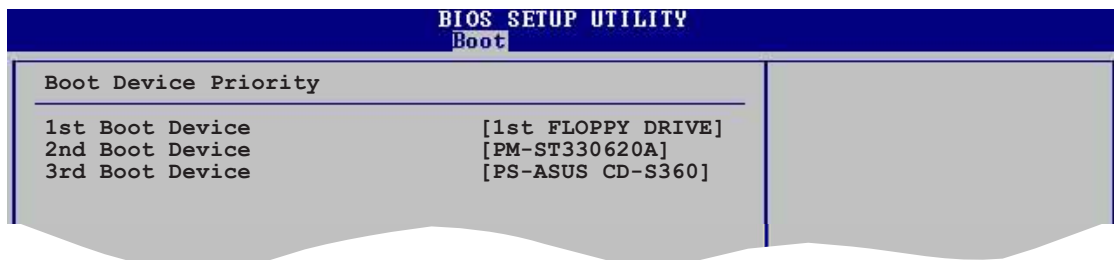 BIOS SETUP UTILITY
Boot
Boot Device Priority
1st Boot Device [1st FLOPPY DRIVE]
2nd Boot Device [PM-ST330620A]
3rd Boot Device [PS-ASUS CD-S360]